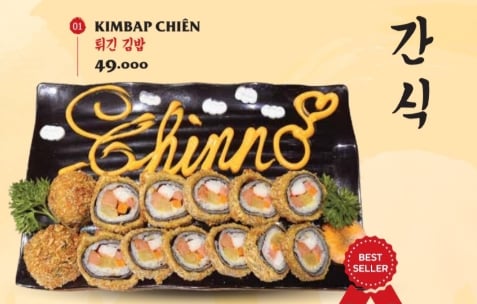 01 KIMBAP CHIÊN
튀긴 김밥
49.000
간식
Chinno
BEST
SELLER